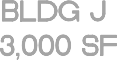 BLDG J
3,000 SF